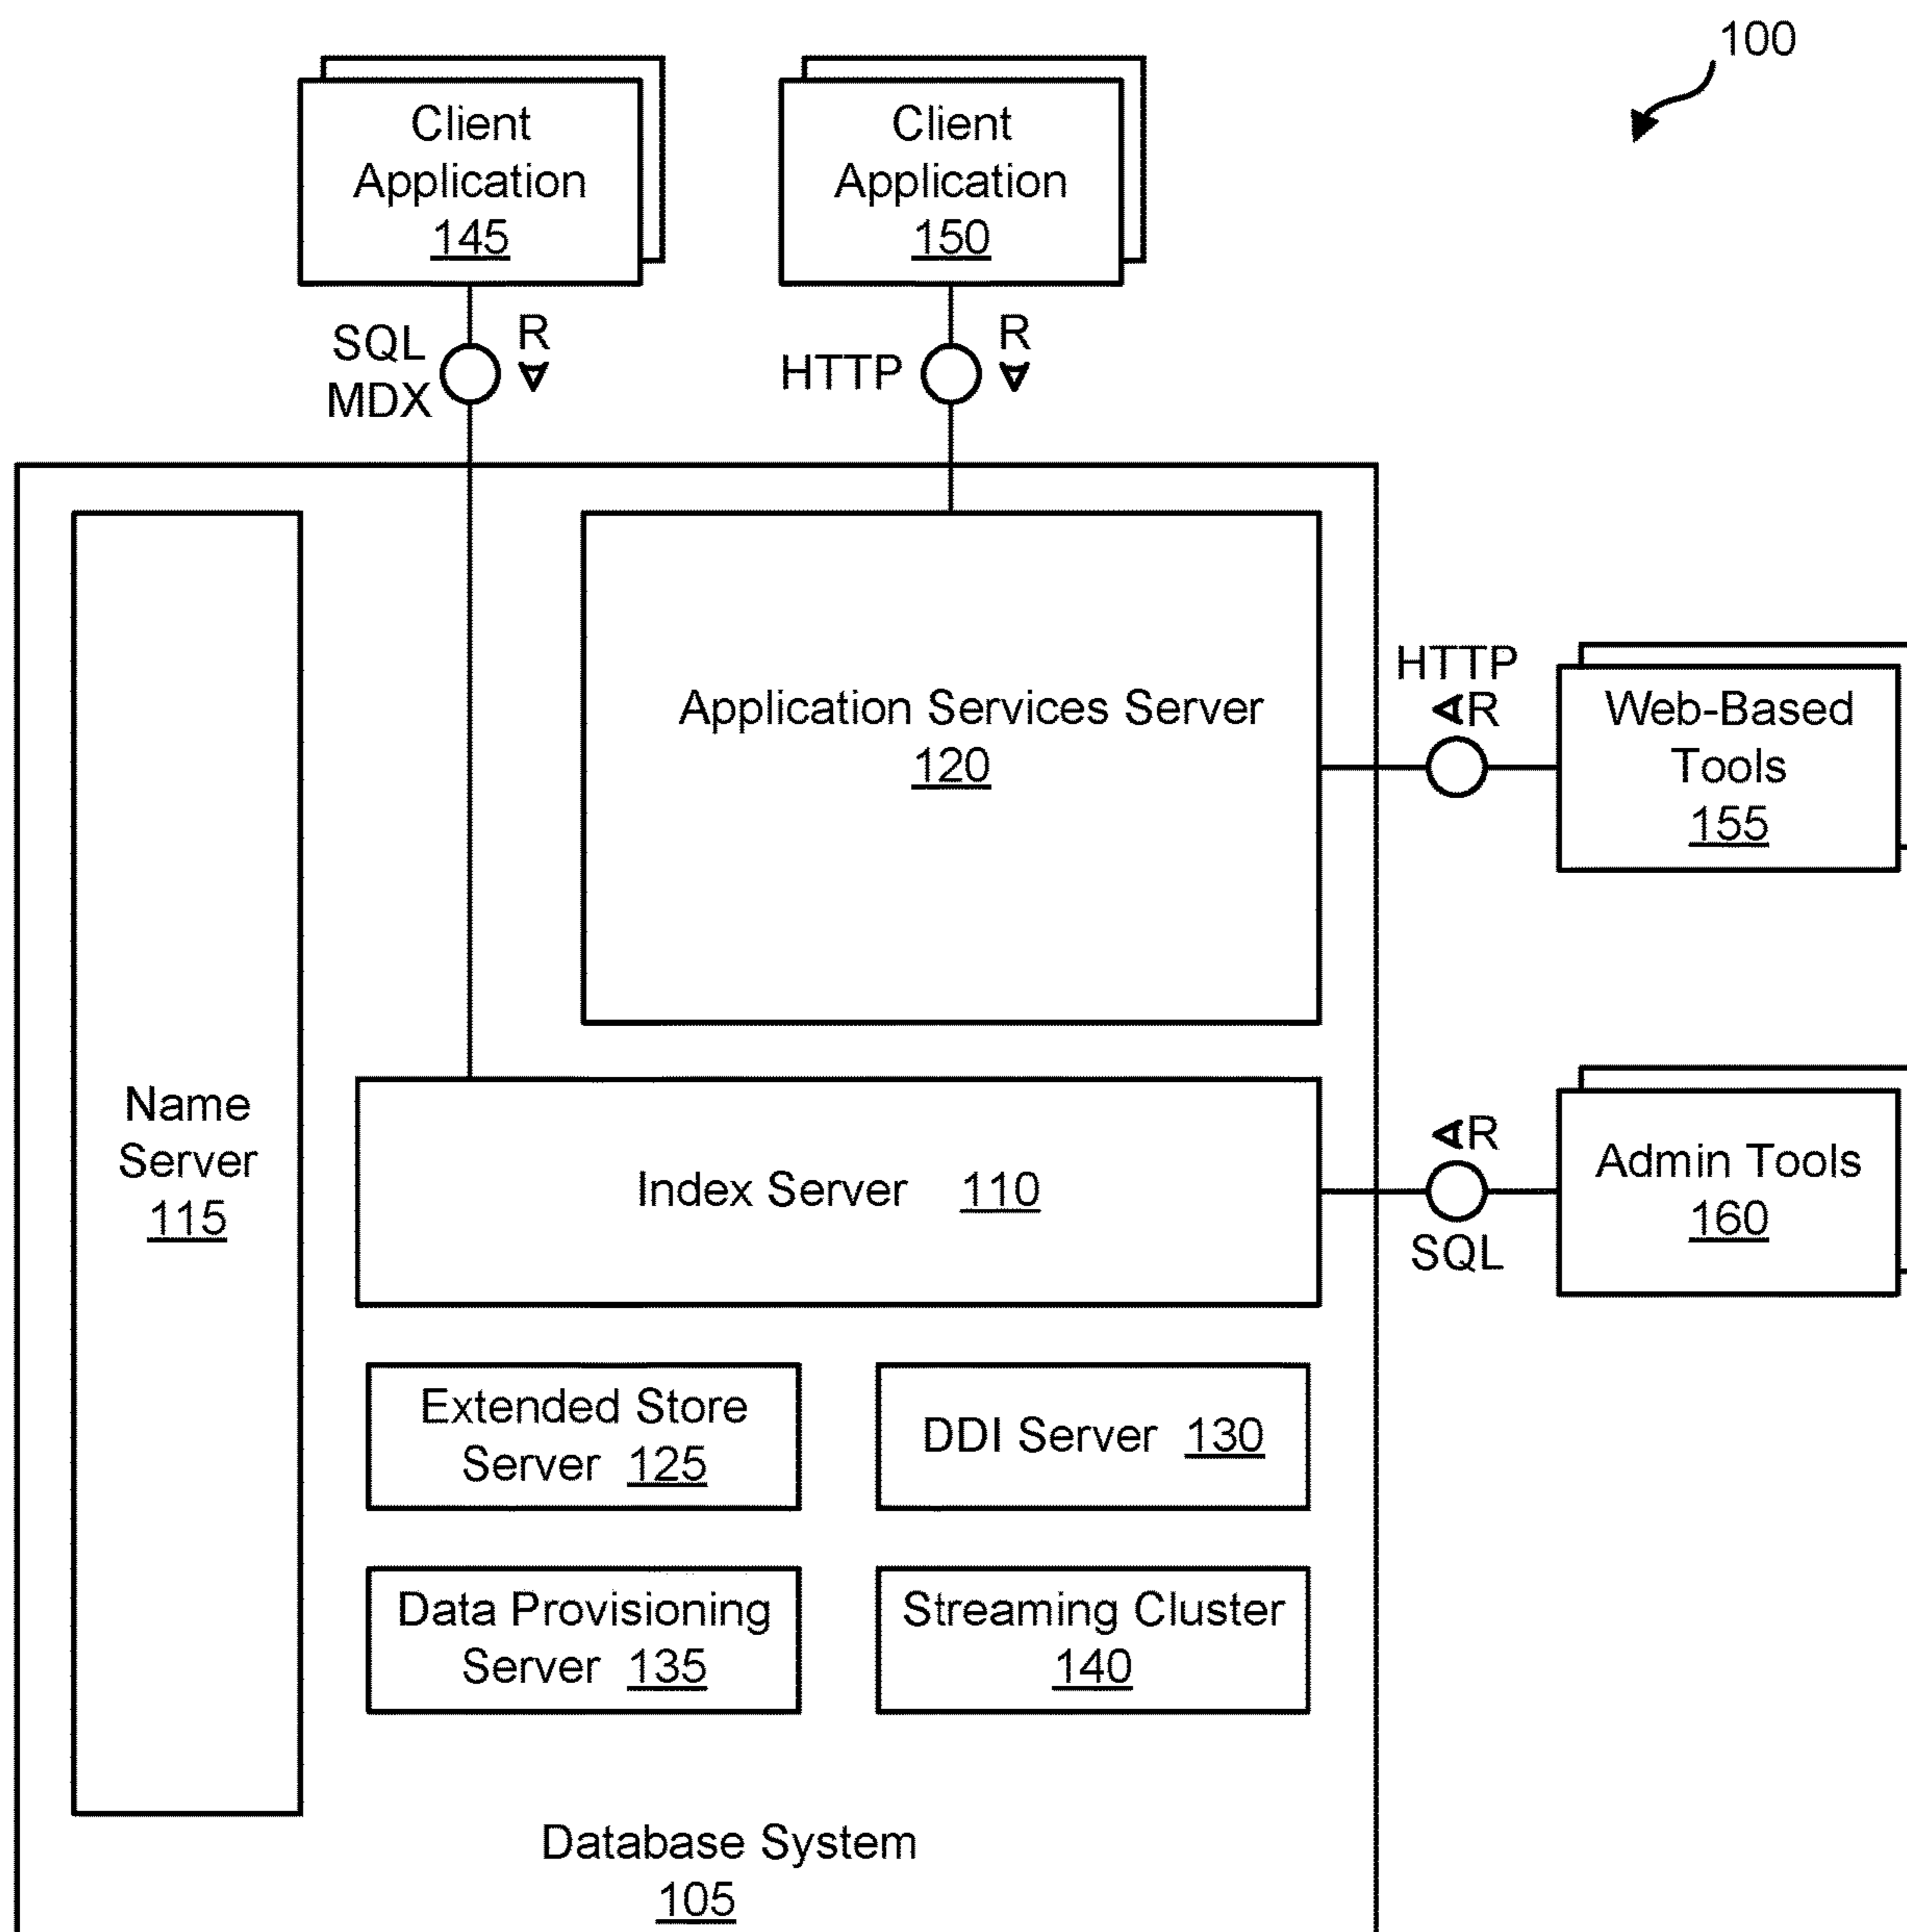 100
Client
Application
145
Client
Application
150
SQL
MDX
R
HTTP
R
Application Services Server
120
HTTP
R
Web-Based
Tools
155
Name
Server
115
Index Server 110
R
SQL
Admin Tools
160
Extended Store
Server 125
DDI Server 130
Data Provisioning
Server 135
Streaming Cluster
140
Database System
105